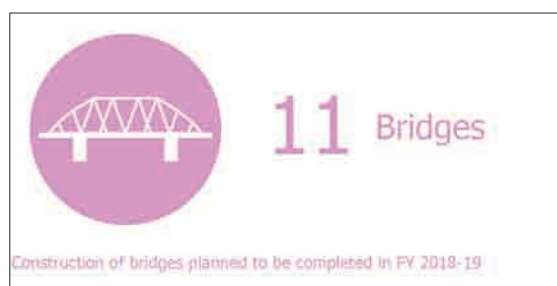 11 Bridges
Construction of bridges planned to be completed in FY 2018-19